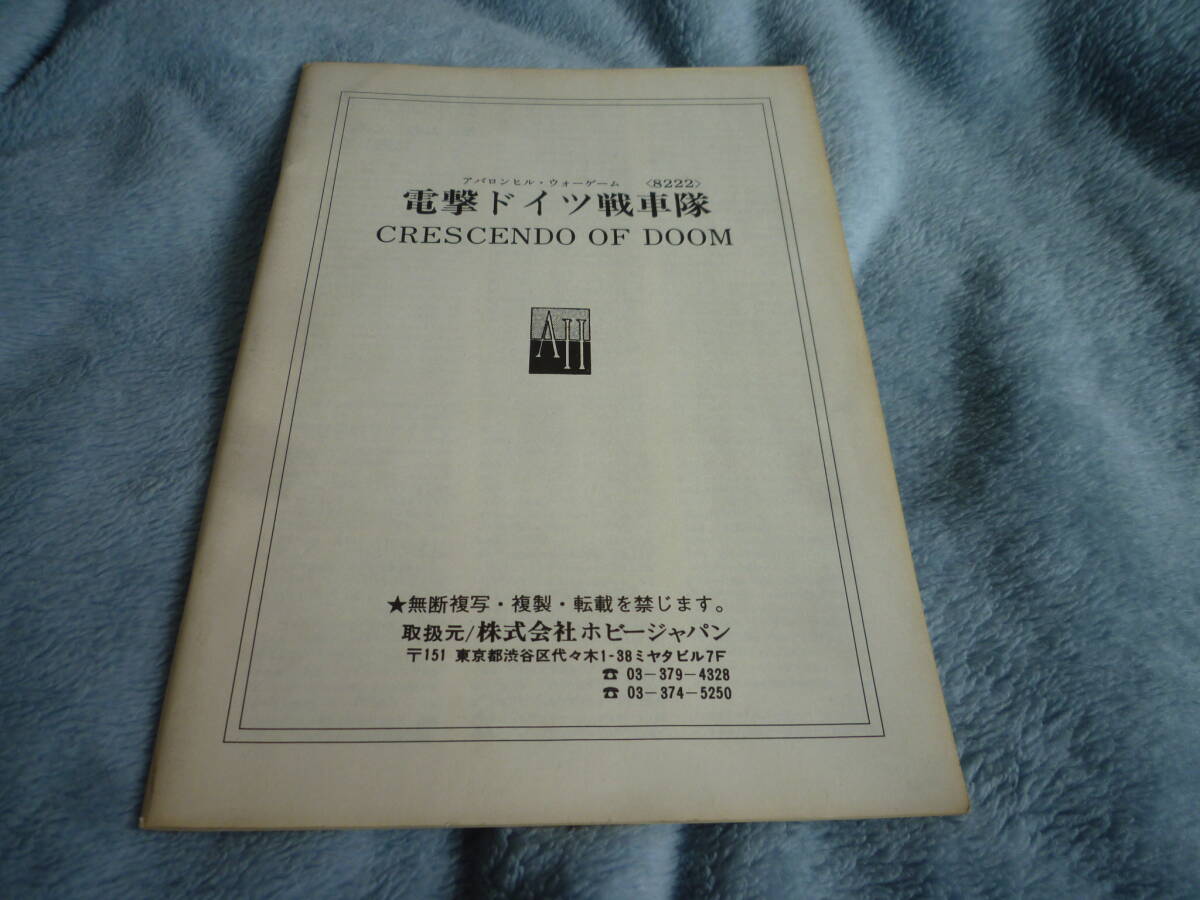 アバロンヒル・ウォーゲーム 〈8222〉
電撃ドイツ戦車隊
CRESCENDO OF DOOM
AH
★無断複写・複製・転載を禁じます。
取扱元/株式会社ホビージャパン
〒151 東京都渋谷区代々木1-38ミヤタビル7F
☎ 03-379-4328
☎ 03-374-5250